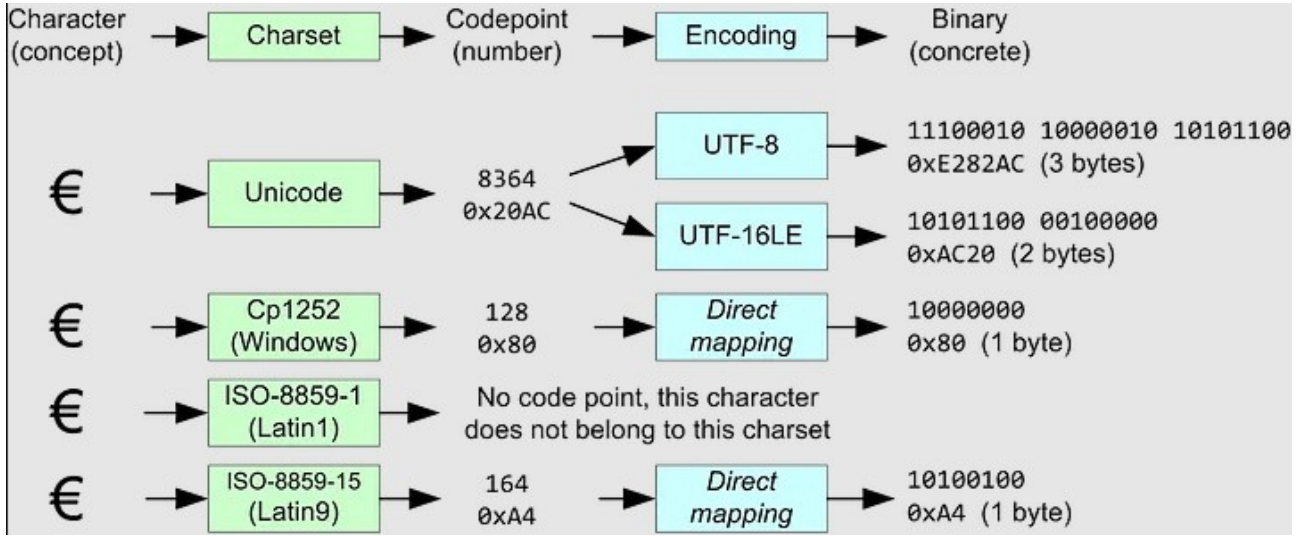 Character
(concept)
Charset
Codepoint
(number)
Encoding
Binary
(concrete)
€
Unicode
8364
0x20AC
UTF-8
11100010 10000010 10101100
0xE282AC (3 bytes)
UTF-16LE
10101100 00100000
0xAC20 (2 bytes)
€
Cp1252
(Windows)
128
0x80
Direct
mapping
10000000
0x80 (1 byte)
€
ISO-8859-1
(Latin1)
No code point, this character
does not belong to this charset
€
ISO-8859-15
(Latin9)
164
0xA4
Direct
mapping
10100100
0xA4 (1 byte)